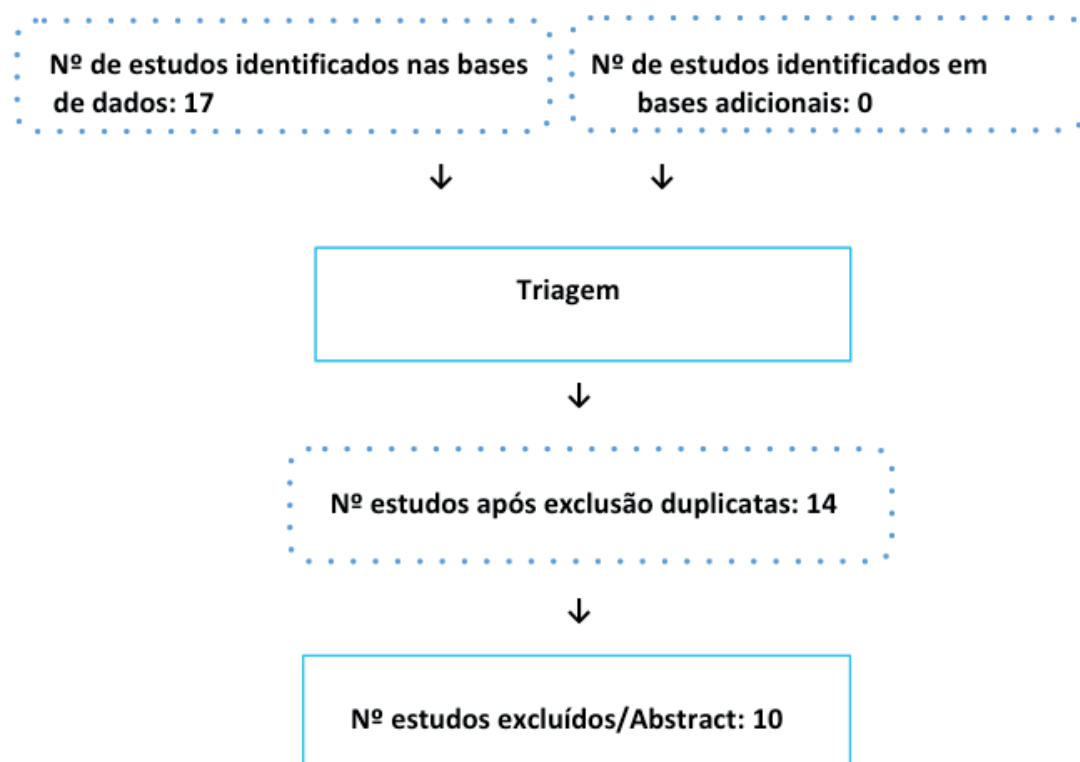 Nº de estudos identificados nas bases
de dados: 17
Nº de estudos identificados em
bases adicionais: 0
Triagem
Nº estudos após exclusão duplicatas: 14
Nº estudos excluídos/Abstract: 10